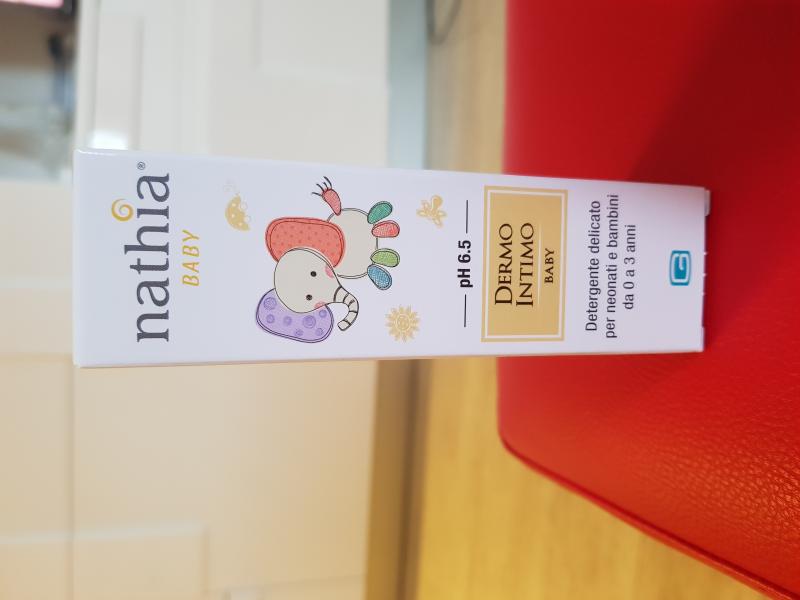 nathia®
BABY
pH 6.5
DERMO
INTIMO
BABY
Detergente delicato
per neonati e bambini
da 0 a 3 anni
G